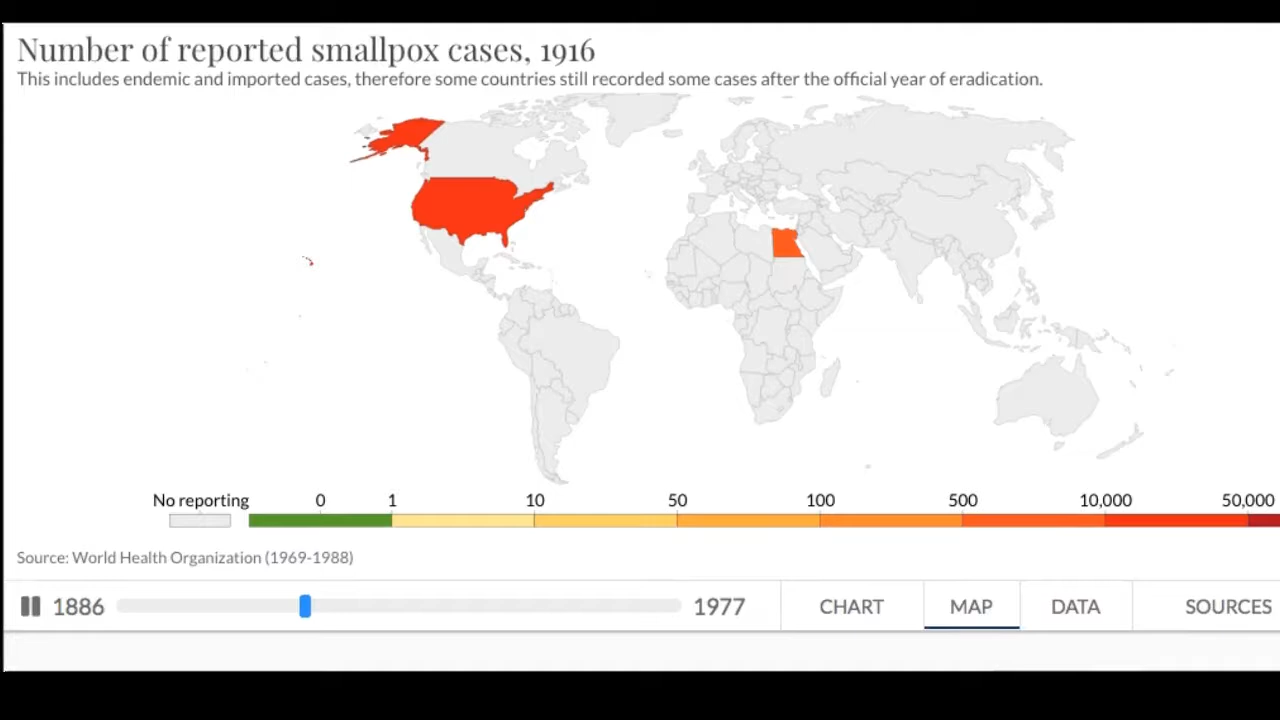 Number of reported smallpox cases, 1916
This includes endemic and imported cases, therefore some countries still recorded some cases after the official year of eradication.
No reporting 0 1 10 50 100 500 10,000 50,000
Source: World Health Organization (1969-1988)
1886 1977 CHART MAP DATA SOURCES